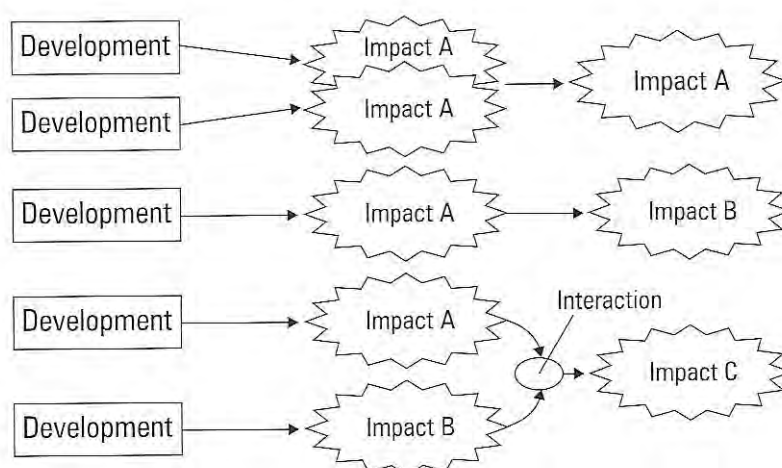 Development
Impact A
Impact A
Development
Impact A
Development
Impact A
Impact B
Development
Impact A
Interaction
Impact C
Development
Impact B